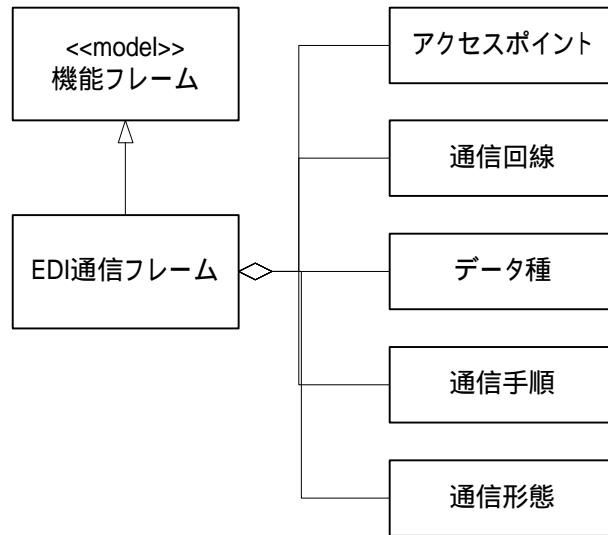 <<model>>
機能フレーム
EDI通信フレーム
アクセスポイント
通信回線
データ種
通信手順
通信形態